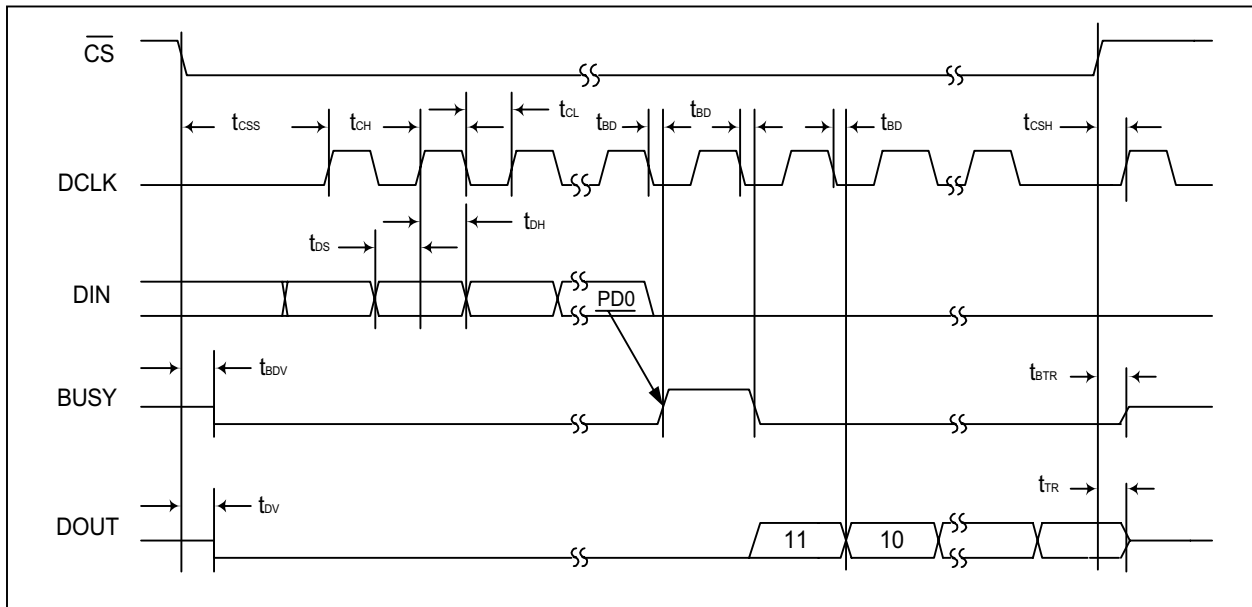 CS
tCSS
tCH
tCL
tBD
tBD
tBD
tCSH
DCLK
tDH
tDS
DIN
PD0
tBDV
tBTR
BUSY
tTR
tDV
DOUT
11
10